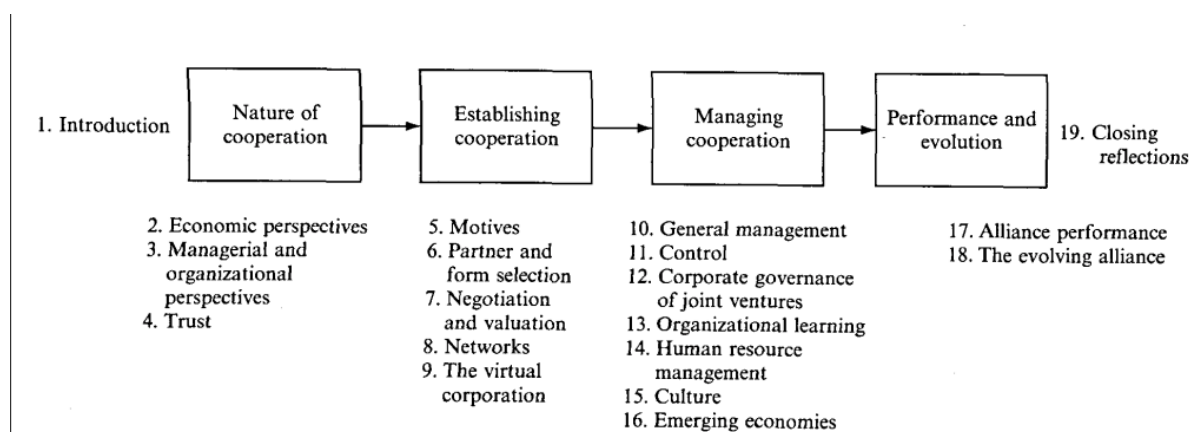 1. Introduction
Nature of
cooperation
Establishing
cooperation
Managing
cooperation
Performance and
evolution
19. Closing
reflections
2. Economic perspectives
3. Managerial and
organizational
perspectives
4. Trust
5. Motives
6. Partner and
form selection
7. Negotiation
and valuation
8. Networks
9. The virtual
corporation
10. General management
11. Control
12. Corporate governance
of joint ventures
13. Organizational learning
14. Human resource
management
15. Culture
16. Emerging economies
17. Alliance performance
18. The evolving alliance